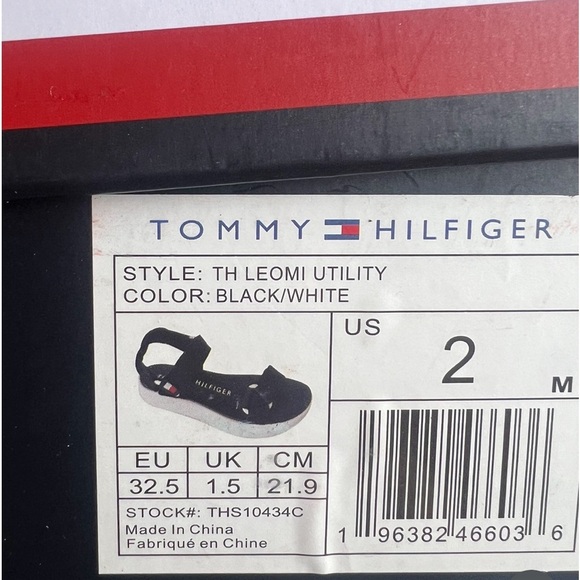 TOMMY HILFIGER
STYLE: TH LEOMI UTILITY
COLOR: BLACK/WHITE
US
2
M
HILFIGER
EU UK CM
32.5 1.5 21.9
STOCK#: THS10434C
Made In China
Fabriqué en Chine
1 96382 46603 6